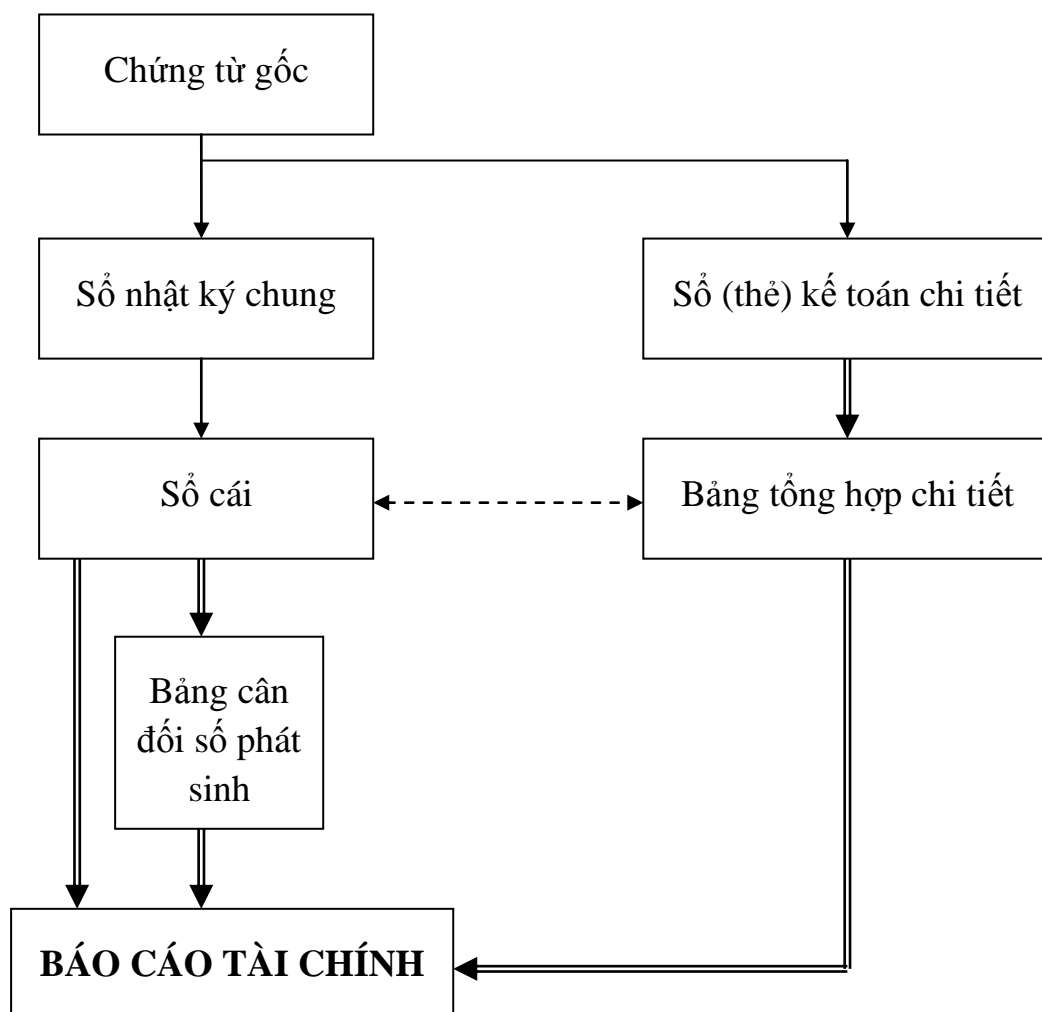 Chứng từ gốc
Sổ nhật ký chung
Sổ (thẻ) kế toán chi tiết
Sổ cái
Bảng tổng hợp chi tiết
Bảng cân
đối số phát
sinh
BÁO CÁO TÀI CHÍNH